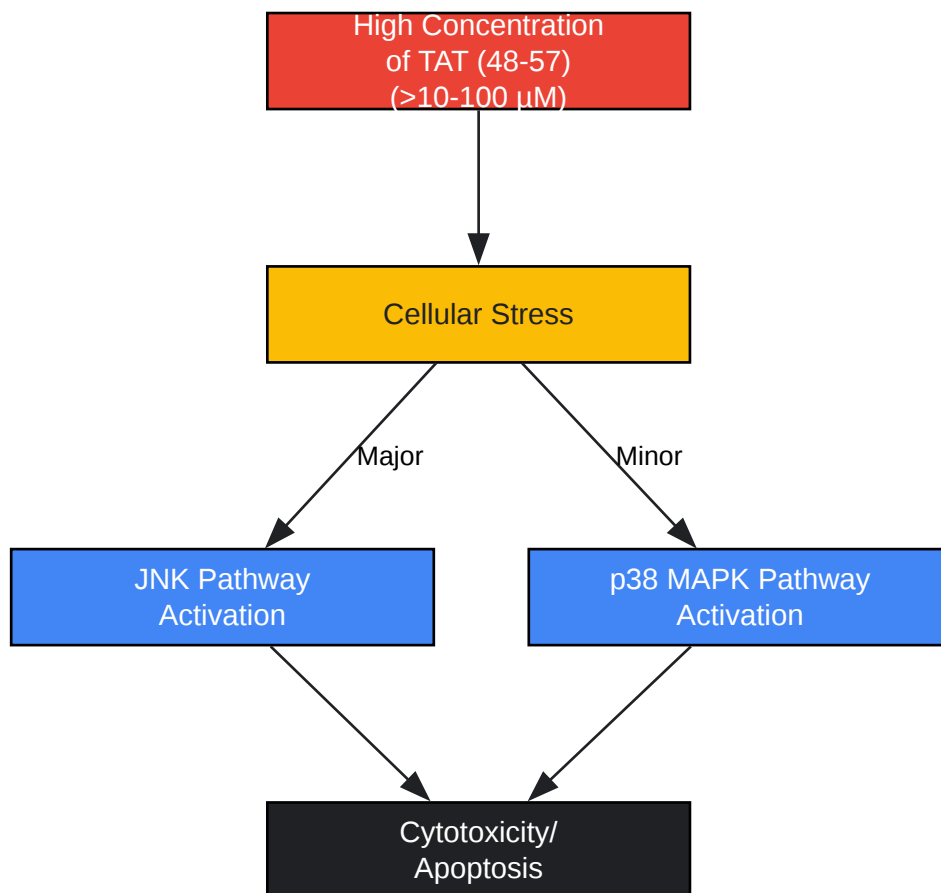 High Concentration
of TAT (48-57)
(>10-100 µM)
Cellular Stress
Major
Minor
JNK Pathway
Activation
p38 MAPK Pathway
Activation
Cytotoxicity/
Apoptosis